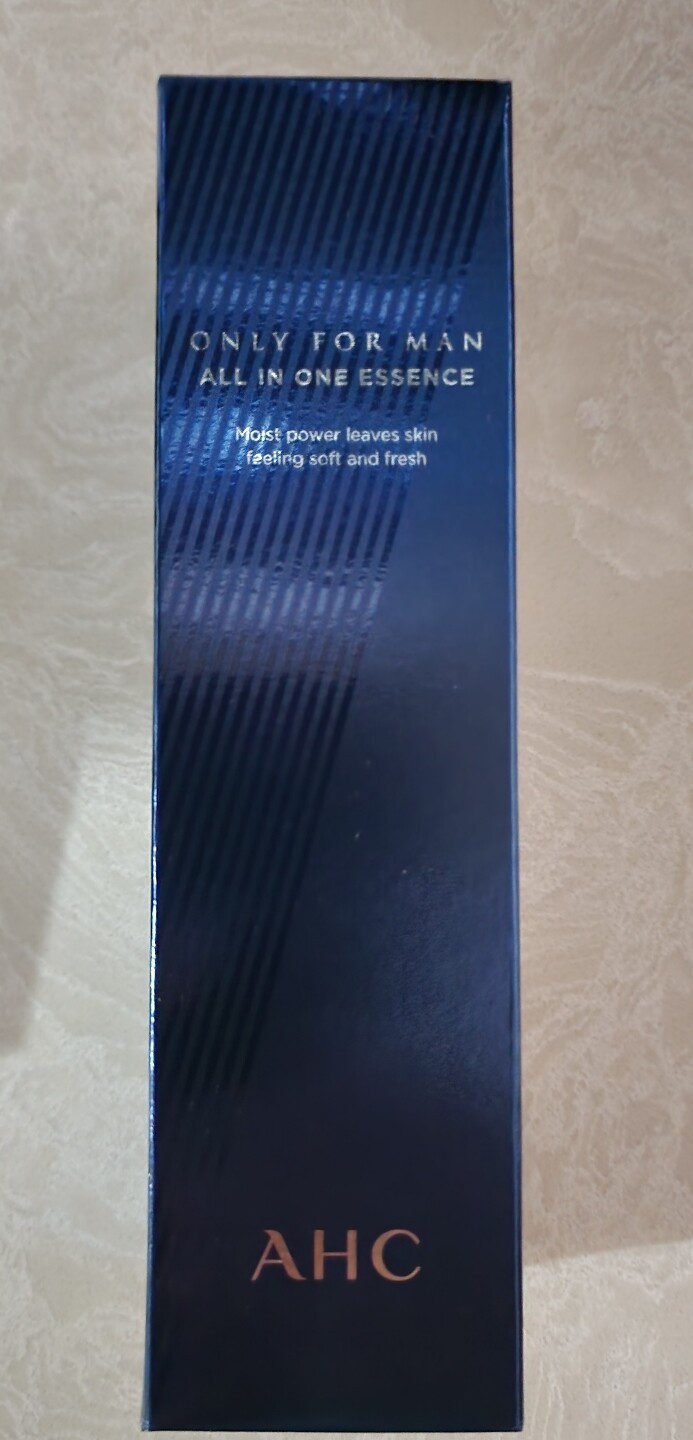 ONLY FOR MAN
ALL IN ONE ESSENCE
Moist power leaves skin
feeling soft and fresh
AHC